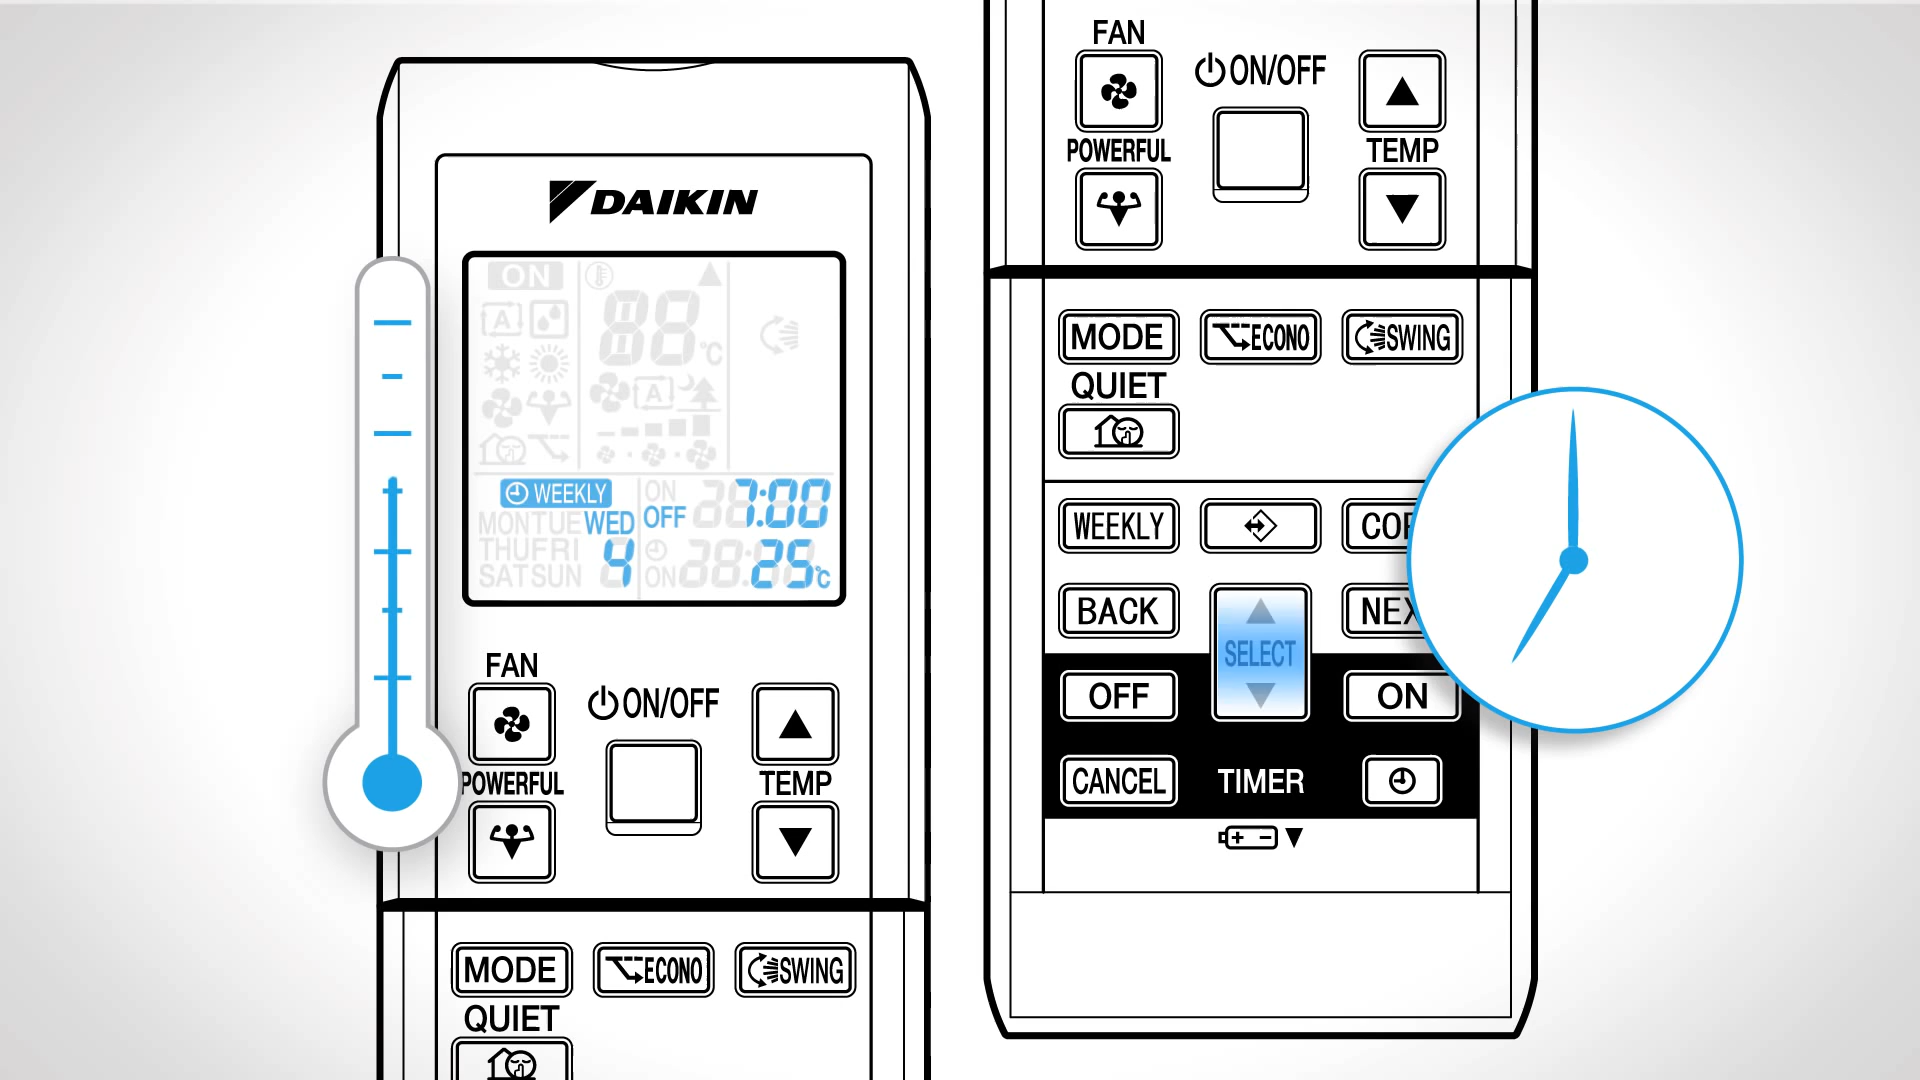 DAIKIN
ON
A
88°C
A
WEEKLY
ON
7:00
MON TUE WED
OFF
THU FRI
4
25°C
SAT SUN
ON
FAN
ON/OFF
POWERFUL
TEMP
MODE
ECONO
SWING
QUIET
FAN
ON/OFF
POWERFUL
TEMP
MODE
ECONO
SWING
QUIET
WEEKLY
COP
BACK
SELECT
NEX
OFF
ON
CANCEL
TIMER
+ -